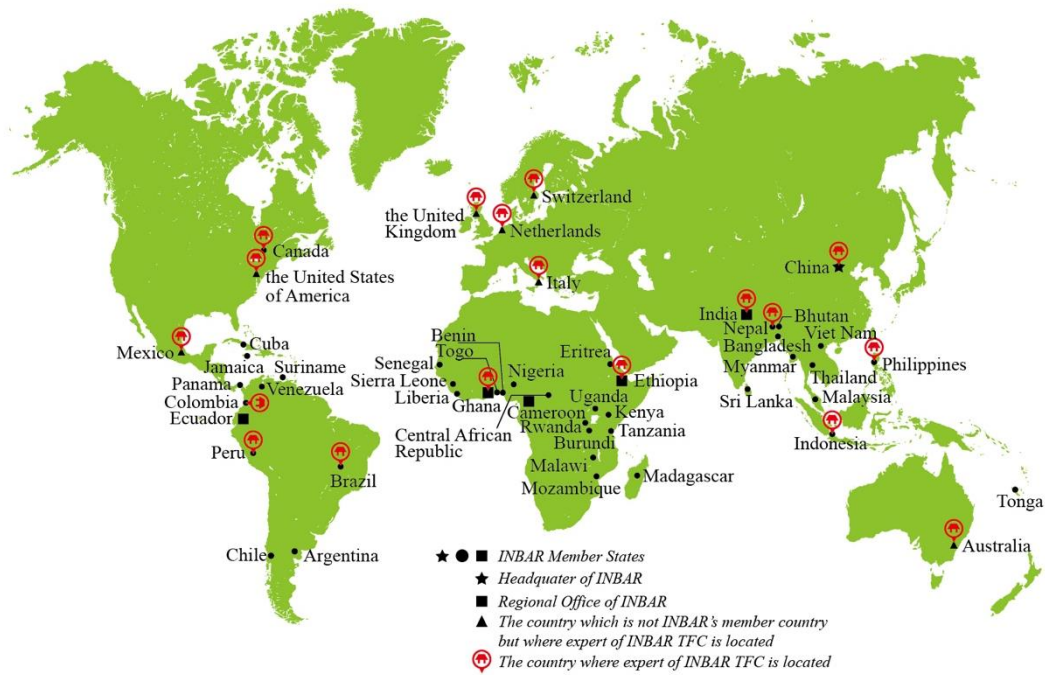 Switzerland
the United
Kingdom
Netherlands
Canada
the United States
of America
Italy
China
India
Bhutan
Nepal
Viet Nam
Bangladesh
Philippines
Mexico
Cuba
Jamaica
Suriname
Panama
Venezuela
Colombia
Ecuador
Benin
Togo
Senegal
Nigeria
Eritrea
Sierra Leone
Liberia
Ghana
Ethiopia
Uganda
Cameroon
Kenya
Rwanda
Tanzania
Central African
Republic
Burundi
Myanmar
Thailand
Sri Lanka
Malaysia
Indonesia
Peru
Brazil
Malawi
Mozambique
Madagascar
Tonga
Chile
Argentina
Australia
INBAR Member States
Headquater of INBAR
Regional Office of INBAR
The country which is not INBAR's member country
but where expert of INBAR TFC is located
The country where expert of INBAR TFC is located